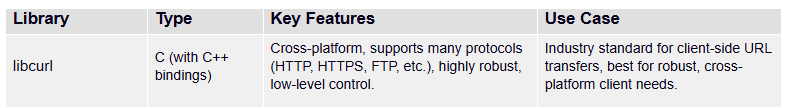 Library Type Key Features Use Case
libcurl
C (with C++
bindings)
Cross-platform, supports many protocols
(HTTP, HTTPS, FTP, etc.), highly robust,
low-level control.
Industry standard for client-side URL
transfers, best for robust, cross-
platform client needs.